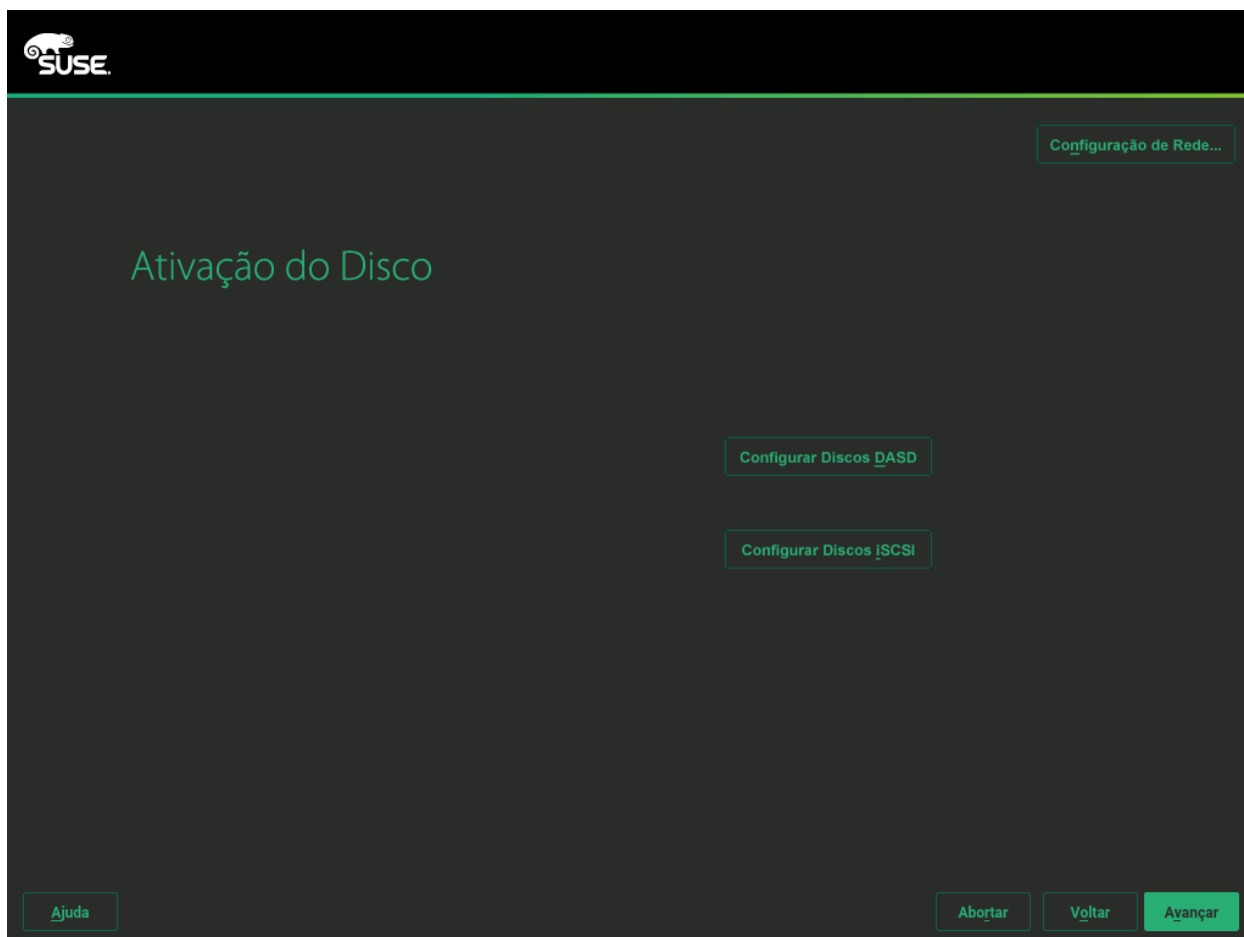 SUSE.
Configuração de Rede...
Ativação do Disco
Configurar Discos DASD
Configurar Discos iSCSI
Ajuda
Abortar
Voltar
Avançar